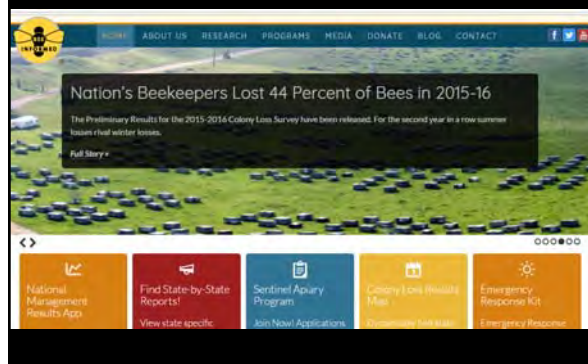 BEE
INFORMED
HOME ABOUT US RESEARCH PROGRAMS MEDIA DONATE BLOG CONTACT
Nation's Beekeepers Lost 44 Percent of Bees in 2015-16
The Preliminary Results for the 2015-2016 Colony Loss Survey have been released. For the second year in a row summer
losses rival winter losses.
Full Story »
National
Management
Results App
Find State-by-State
Reports!
View state specific
Sentinel Apiary
Program
Join Now! Applications
Colony Loss Results
Map
Emergency
Response Kit
Emergency Response